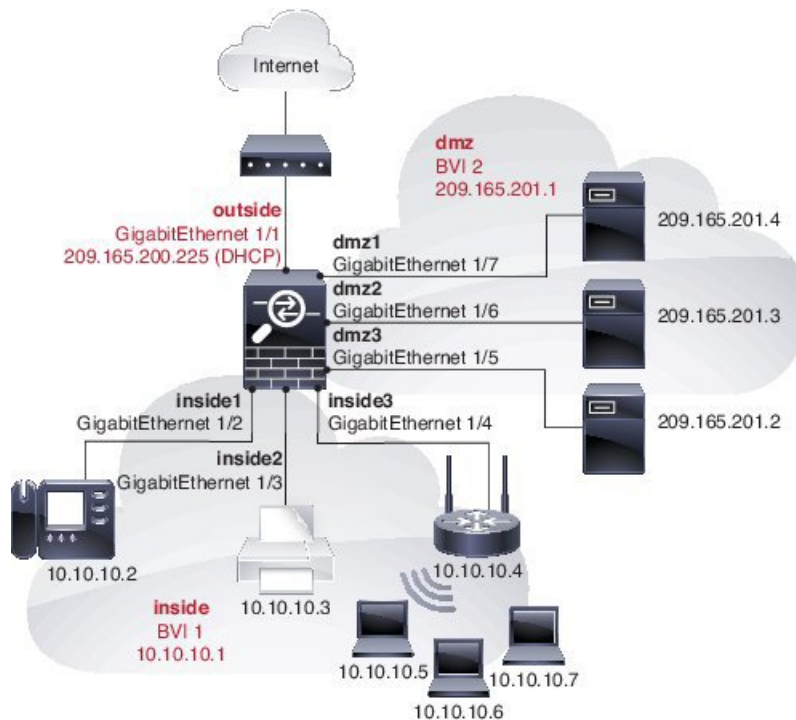 Internet
outside
GigabitEthernet 1/1
209.165.200.225 (DHCP)
dmz
BVI 2
209.165.201.1
dmz1
GigabitEthernet 1/7
dmz2
GigabitEthernet 1/6
dmz3
GigabitEthernet 1/5
209.165.201.4
209.165.201.3
209.165.201.2
inside1
GigabitEthernet 1/2
inside2
GigabitEthernet 1/3
inside3
GigabitEthernet 1/4
10.10.10.2
10.10.10.3
10.10.10.4
inside
BVI 1
10.10.10.1
10.10.10.5
10.10.10.6
10.10.10.7